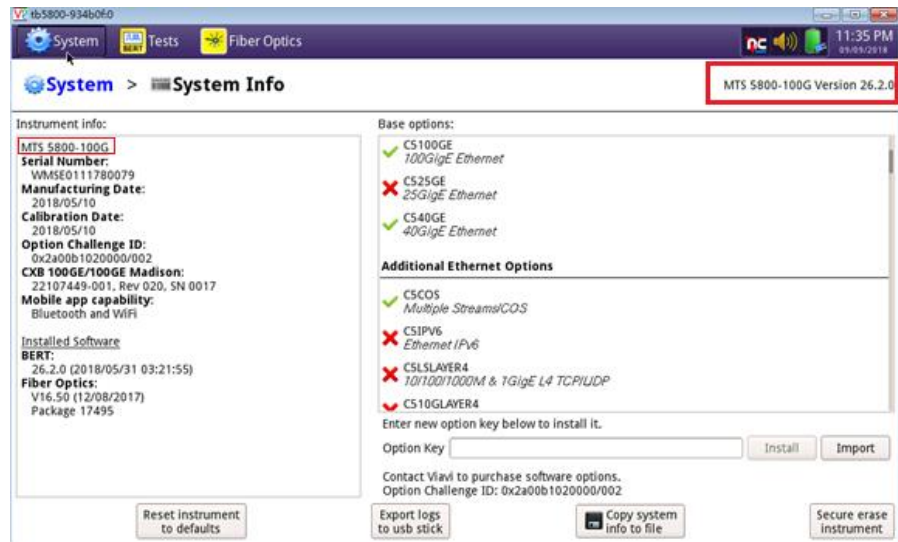 tb5800-934b0f0
System
Tests
Fiber Optics
nc
11:35 PM
09/09/2018
System > System Info
MTS 5800-100G Version 26.2.0
Instrument info:
MTS 5800-100G
Serial Number:
WMSE0111780079
Manufacturing Date:
2018/05/10
Calibration Date:
2018/05/10
Option Challenge ID:
0x2a00b1020000/002
CXB 100GE/100GE Madison:
22107449-001, Rev 020, SN 0017
Mobile app capability:
Bluetooth and WiFi
Installed Software
BERT:
26.2.0 (2018/05/31 03:21:55)
Fiber Optics:
V16.50 (12/08/2017)
Package 17495
Base options:
C5100GE
100GigE Ethernet
C525GE
25GigE Ethernet
C540GE
40GigE Ethernet
Additional Ethernet Options
C5COS
Multiple Streams/COS
C5IPV6
Ethernet IPv6
C5LSLAYER4
10/100/1000M & 1GigE L4 TCP/UDP
C510GLAYER4
Enter new option key below to install it.
Option Key
Install
Import
Contact Viavi to purchase software options.
Option Challenge ID: 0x2a00b1020000/002
Reset instrument
to defaults
Export logs
to usb stick
Copy system
info to file
Secure erase
instrument